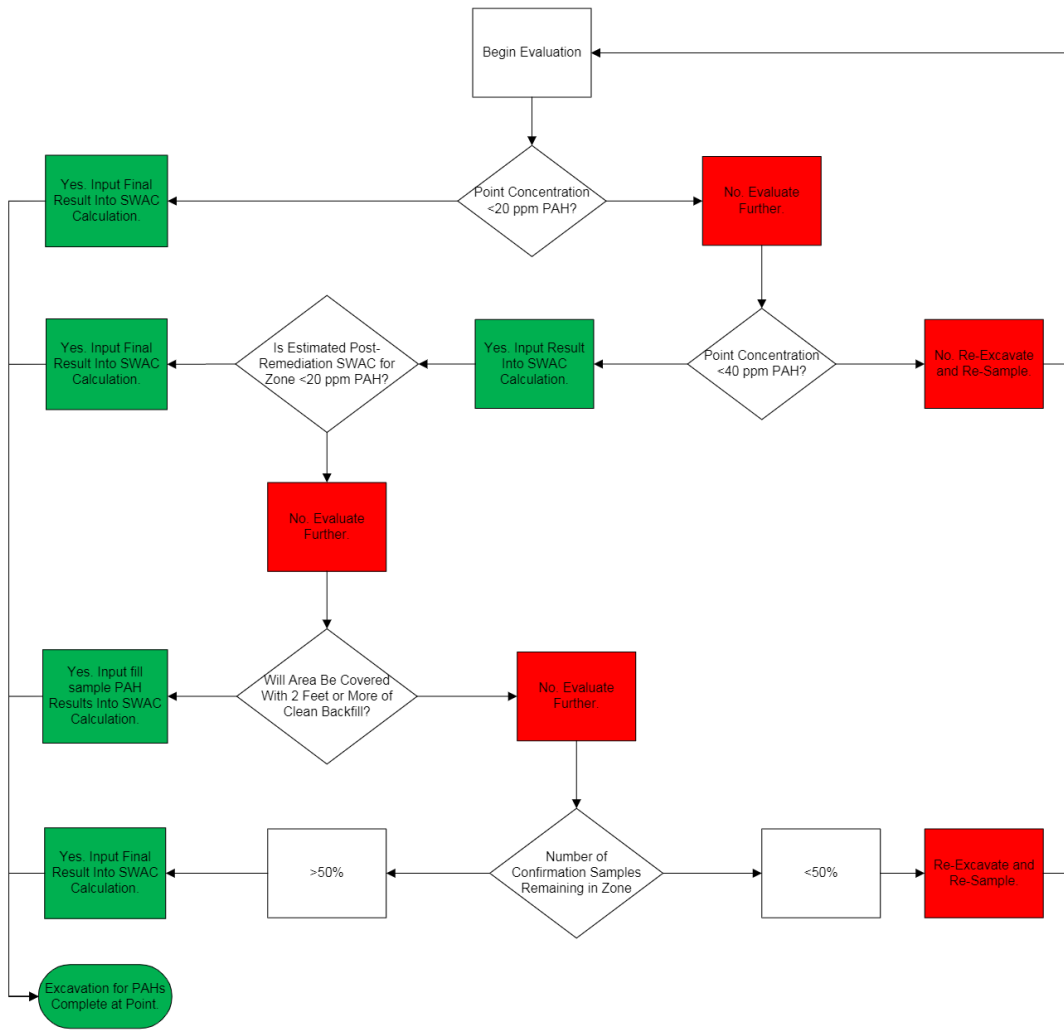 Begin Evaluation
Yes. Input Final
Result Into SWAC
Calculation.
Point Concentration
<20 ppm PAH?
No. Evaluate
Further.
Yes. Input Final
Result Into SWAC
Calculation.
Is Estimated Post-
Remediation SWAC for
Zone <20 ppm PAH?
Yes. Input Result
Into SWAC
Calculation.
Point Concentration
<40 ppm PAH?
No. Re-Excavate
and Re-Sample.
No. Evaluate
Further.
Yes. Input fill
sample PAH
Results Into SWAC
Calculation.
Will Area Be Covered
With 2 Feet or More of
Clean Backfill?
No. Evaluate
Further.
Yes. Input Final
Result Into SWAC
Calculation.
>50%
Number of
Confirmation Samples
Remaining in Zone
<50%
Re-Excavate and
Re-Sample.
Excavation for PAHs
Complete at Point.